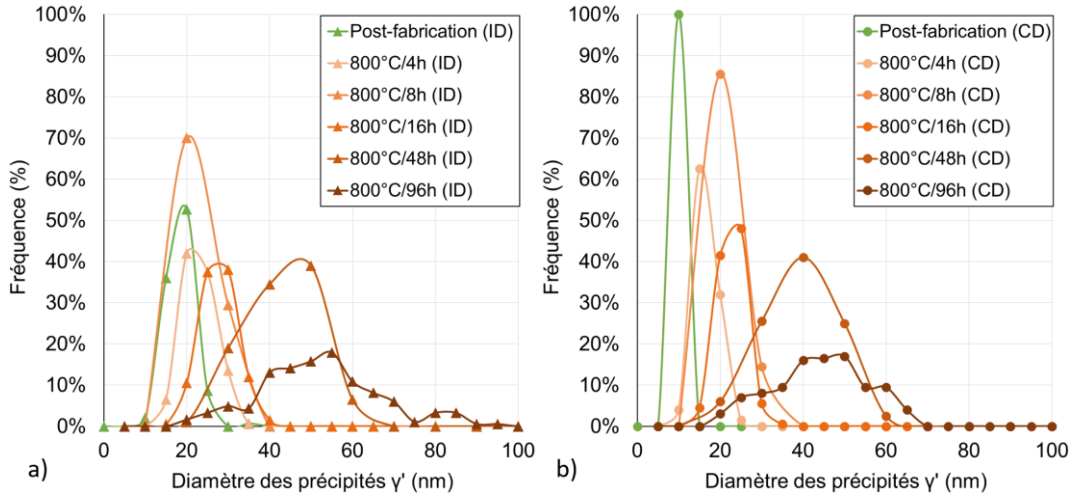 100%
90%
80%
70%
60%
50%
40%
30%
20%
10%
0%
Fréquence (%)
Post-fabrication (ID)
800°C/4h (ID)
800°C/8h (ID)
800°C/16h (ID)
800°C/48h (ID)
800°C/96h (ID)
0 20 40 60 80 100
Diamètre des précipités γ' (nm)
a)
100%
90%
80%
70%
60%
50%
40%
30%
20%
10%
0%
Fréquence (%)
Post-fabrication (CD)
800°C/4h (CD)
800°C/8h (CD)
800°C/16h (CD)
800°C/48h (CD)
800°C/96h (CD)
0 20 40 60 80 100
Diamètre des précipités γ' (nm)
b)